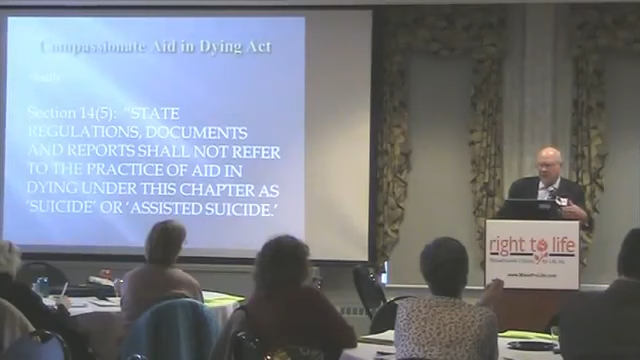 Compassionate Aid in Dying Act
Section 14(5): "STATE
REGULATIONS, DOCUMENTS
AND REPORTS SHALL NOT REFER
TO THE PRACTICE OF AID IN
DYING UNDER THIS CHAPTER AS
'SUICIDE' OR 'ASSISTED SUICIDE.'
right to life